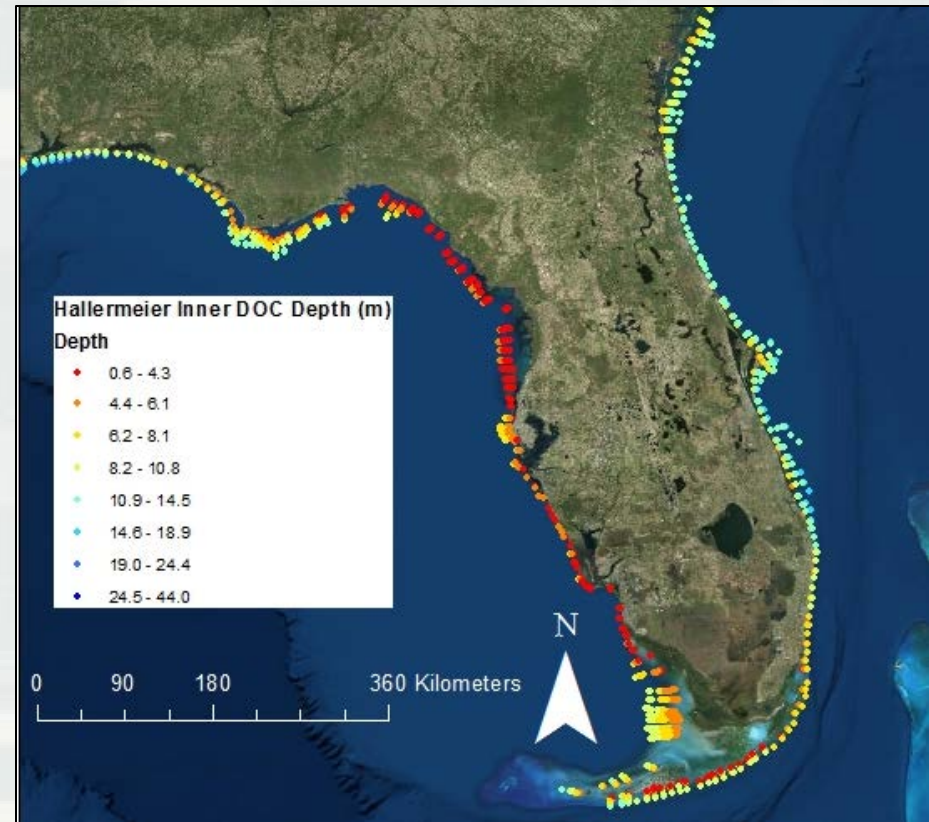 Hallermeier Inner DOC Depth (m)
Depth
0.6 - 4.3
4.4 - 6.1
6.2 - 8.1
8.2 - 10.8
10.9 - 14.5
14.6 - 18.9
19.0 - 24.4
24.5 - 44.0
N
0 90 180 360 Kilometers